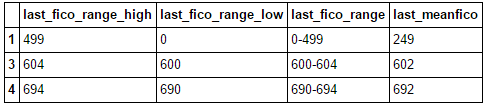 last_fico_range_high last_fico_range_low last_fico_range last_meanfico
1 499 0 0-499 249
3 604 600 600-604 602
4 694 690 690-694 692